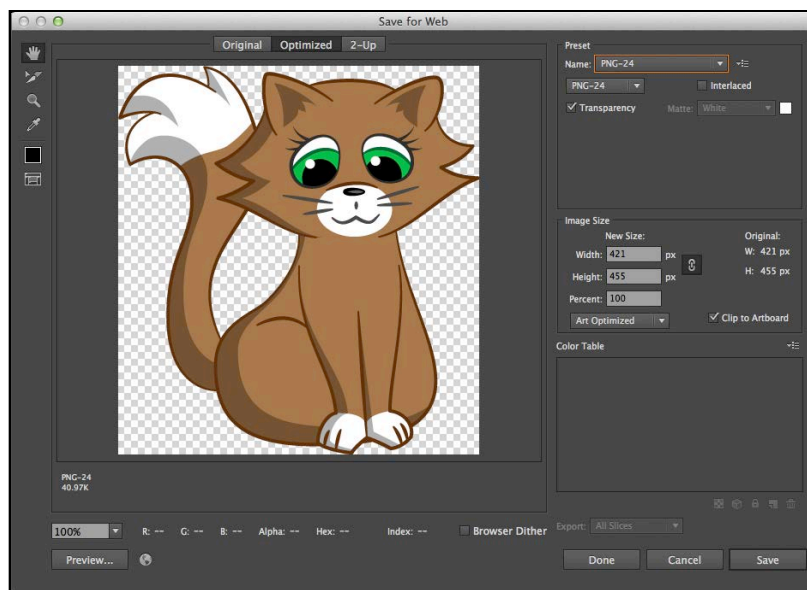 Save for Web
Original Optimized 2-Up
Preset
Name: PNG-24
PNG-24
Interlaced
Transparency
Matte: White
Image Size
New Size:
Original:
Width: 421 px
W: 421 px
Height: 455 px
H: 455 px
Percent: 100
Art Optimized
Clip to Artboard
Color Table
PNG-24
40.97K
100% R: -- G: -- B: -- Alpha: -- Hex: -- Index: -- Browser Dither
Export: All Slices
Preview... Done Cancel Save